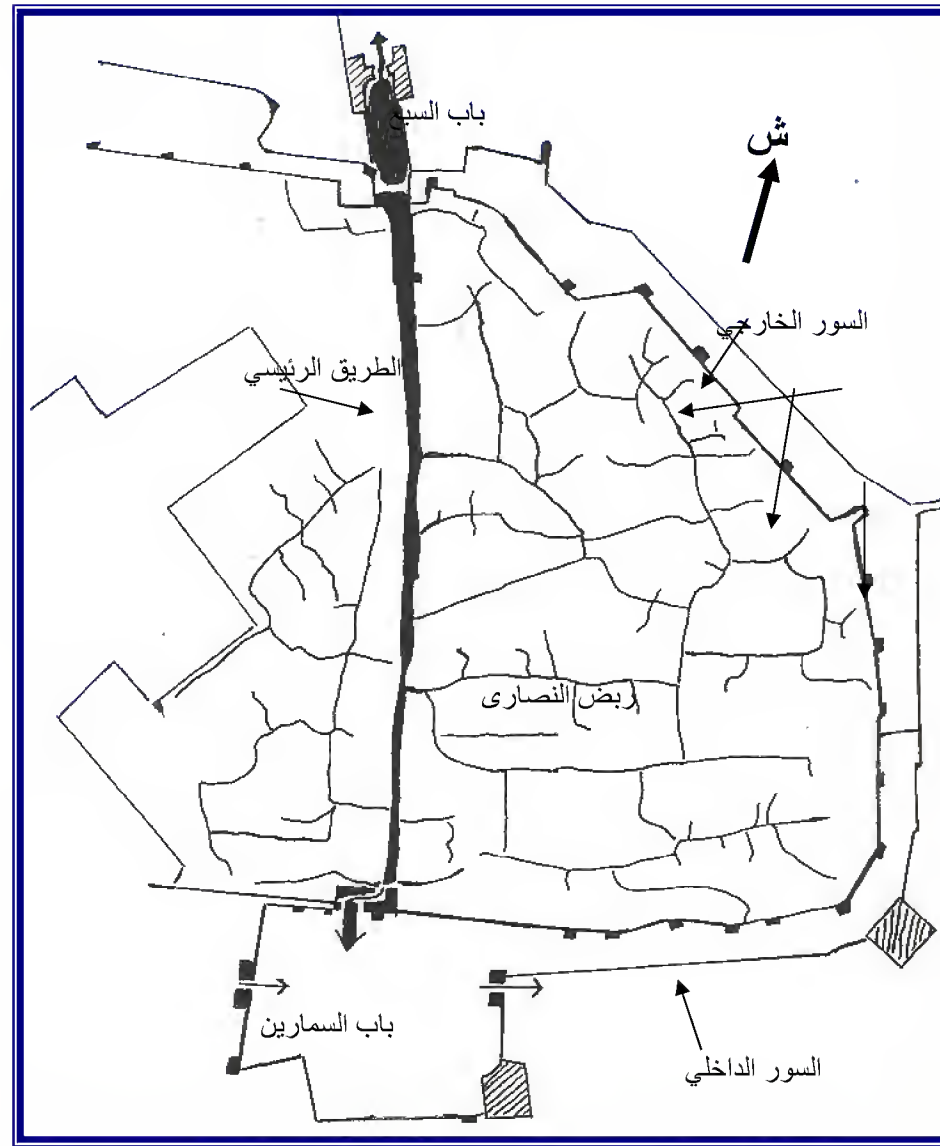 باب السبع
ش
السور الخارجي
الطريق الرئيسي
ربض النصارى
باب السمارين
السور الداخلي